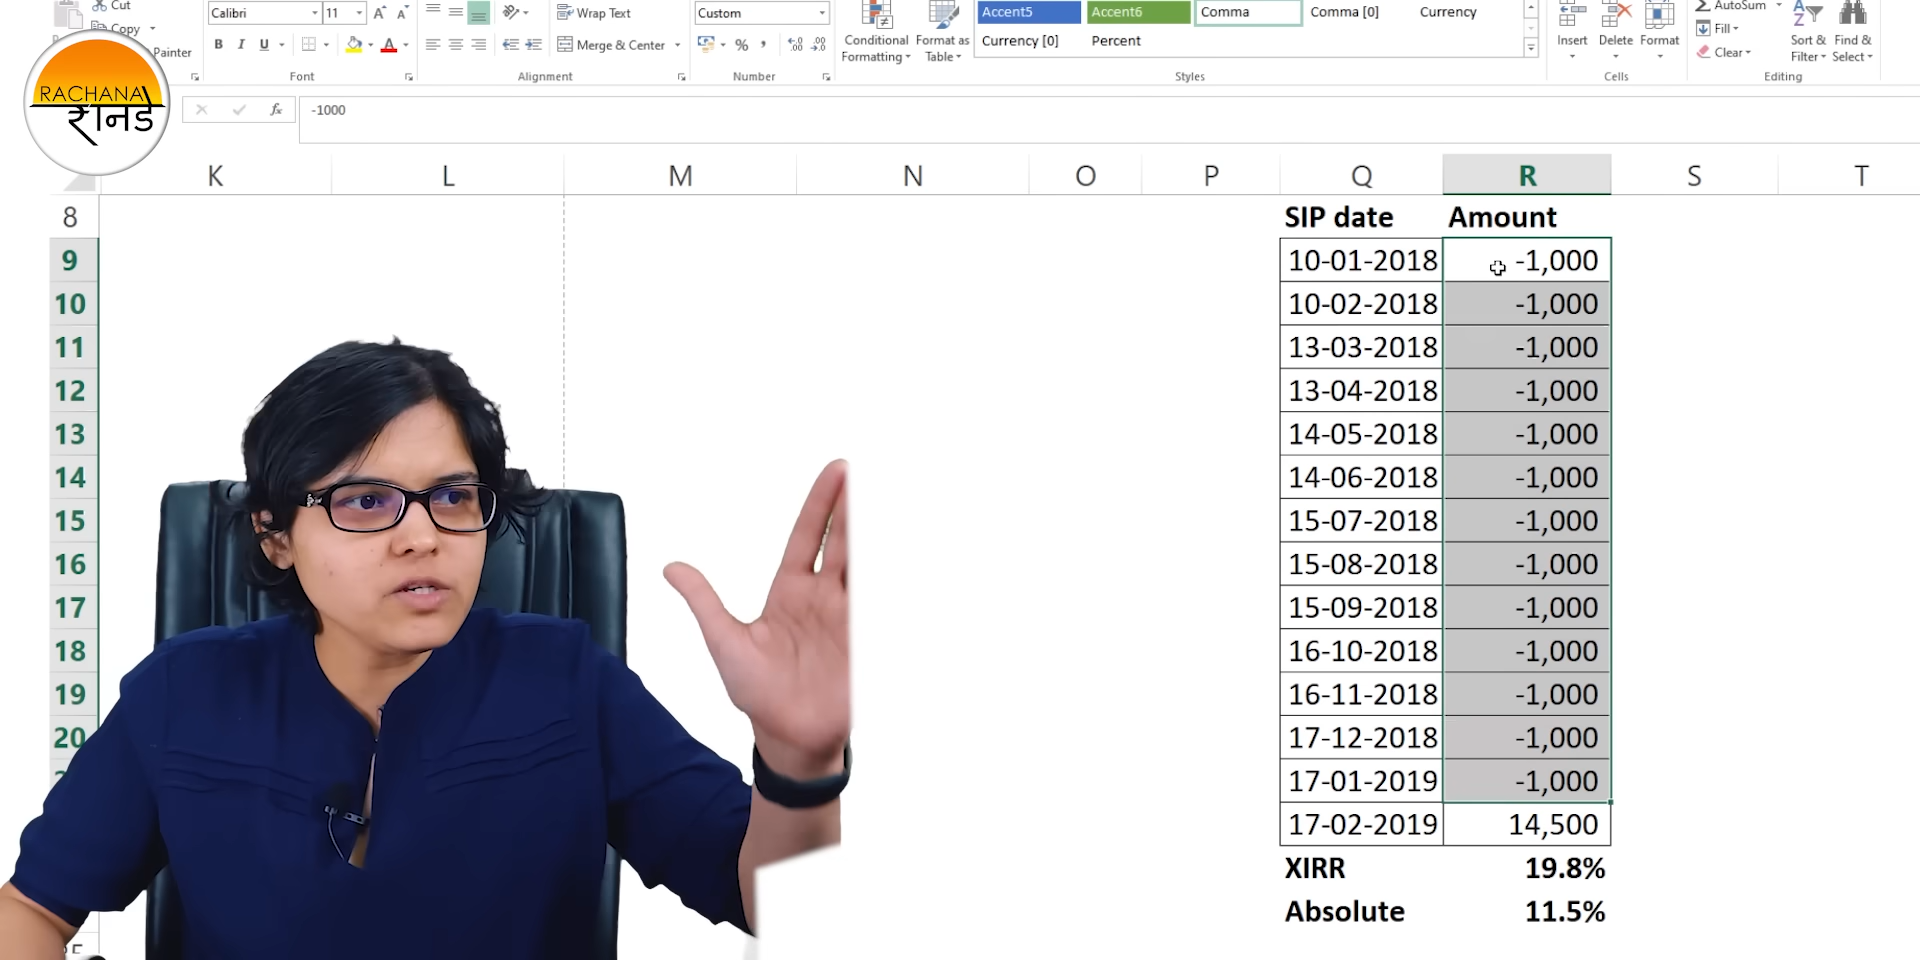 Cut
Calibri 11
Wrap Text
Custom
Accent5 Accent6 Comma Comma [0] Currency
AutoSum
Copy
Painter
B I U
Merge & Center
%
Conditional Formatting
Format as Table
Currency [0] Percent
Insert Delete Format
Fill
Clear
Sort & Filter
Find & Select
Font Alignment Number Styles Cells Editing
RACHANA
रानडे
fx -1000
K L M N O P Q R S T
8 SIP date Amount
9 10-01-2018 -1,000
10 10-02-2018 -1,000
11 13-03-2018 -1,000
12 13-04-2018 -1,000
13 14-05-2018 -1,000
14 14-06-2018 -1,000
15 15-07-2018 -1,000
16 15-08-2018 -1,000
17 15-09-2018 -1,000
18 16-10-2018 -1,000
19 16-11-2018 -1,000
20 17-12-2018 -1,000
17-01-2019 -1,000
17-02-2019 14,500
XIRR 19.8%
Absolute 11.5%